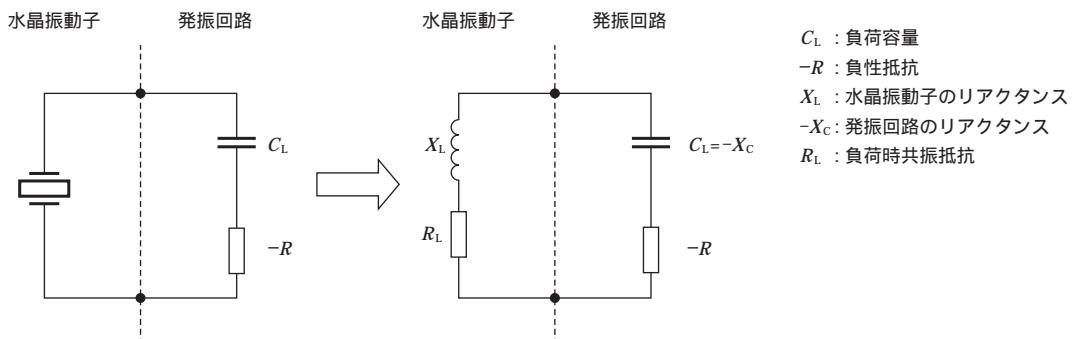 水晶振動子 発振回路
C_L
−R
水晶振動子 発振回路
X_L
R_L
C_L=−X_C
−R
C_L : 負荷容量
−R : 負性抵抗
X_L : 水晶振動子のリアクタンス
-X_C : 発振回路のリアクタンス
R_L : 負荷時共振抵抗